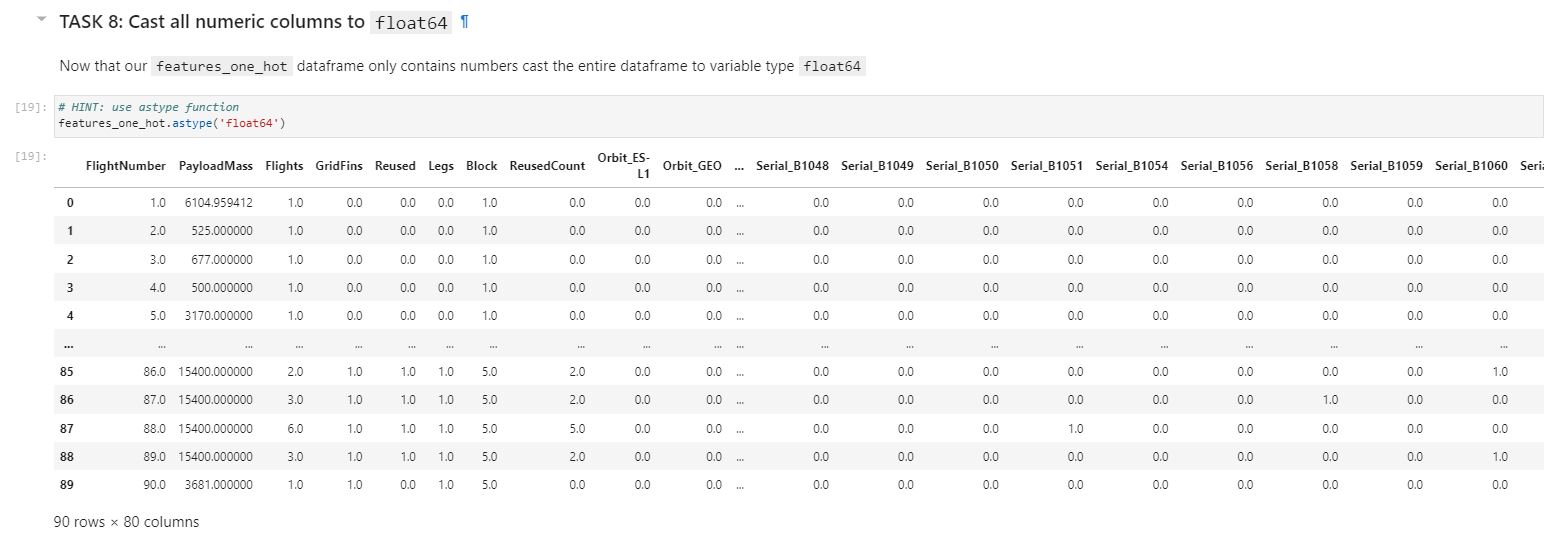 TASK 8: Cast all numeric columns to float64 ¶
Now that our features_one_hot dataframe only contains numbers cast the entire dataframe to variable type float64
[19]: # HINT: use astype function
features_one_hot.astype('float64')
[19]:
FlightNumber PayloadMass Flights GridFins Reused Legs Block ReusedCount Orbit_ES-L1 Orbit_GEO ... Serial_B1048 Serial_B1049 Serial_B1050 Serial_B1051 Serial_B1054 Serial_B1056 Serial_B1058 Serial_B1059 Serial_B1060
0 1.0 6104.959412 1.0 0.0 0.0 0.0 1.0 0.0 0.0 0.0 ... 0.0 0.0 0.0 0.0 0.0 0.0 0.0 0.0 0.0
1 2.0 525.000000 1.0 0.0 0.0 0.0 1.0 0.0 0.0 0.0 ... 0.0 0.0 0.0 0.0 0.0 0.0 0.0 0.0 0.0
2 3.0 677.000000 1.0 0.0 0.0 0.0 1.0 0.0 0.0 0.0 ... 0.0 0.0 0.0 0.0 0.0 0.0 0.0 0.0 0.0
3 4.0 500.000000 1.0 0.0 0.0 0.0 1.0 0.0 0.0 0.0 ... 0.0 0.0 0.0 0.0 0.0 0.0 0.0 0.0 0.0
4 5.0 3170.000000 1.0 0.0 0.0 0.0 1.0 0.0 0.0 0.0 ... 0.0 0.0 0.0 0.0 0.0 0.0 0.0 0.0 0.0
... ... ... ... ... ... ... ... ... ... ... ... ... ... ... ... ... ... ... ... ...
85 86.0 15400.000000 2.0 1.0 1.0 1.0 5.0 2.0 0.0 0.0 ... 0.0 0.0 0.0 0.0 0.0 0.0 0.0 0.0 1.0
86 87.0 15400.000000 3.0 1.0 1.0 1.0 5.0 2.0 0.0 0.0 ... 0.0 0.0 0.0 0.0 0.0 0.0 1.0 0.0 0.0
87 88.0 15400.000000 6.0 1.0 1.0 1.0 5.0 5.0 0.0 0.0 ... 0.0 0.0 0.0 1.0 0.0 0.0 0.0 0.0 0.0
88 89.0 15400.000000 3.0 1.0 1.0 1.0 5.0 2.0 0.0 0.0 ... 0.0 0.0 0.0 0.0 0.0 0.0 0.0 0.0 1.0
89 90.0 3681.000000 1.0 1.0 0.0 1.0 5.0 0.0 0.0 0.0 ... 0.0 0.0 0.0 0.0 0.0 0.0 0.0 0.0 0.0
90 rows × 80 columns